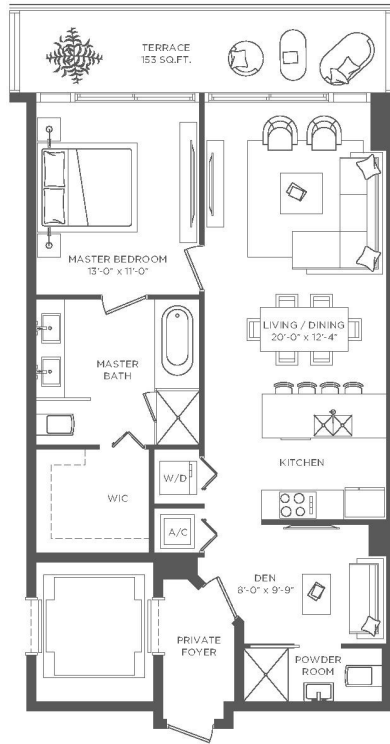 TERRACE
153 SQ.FT.
MASTER BEDROOM
13'-0" x 11'-0"
LIVING / DINING
20'-0" x 12'-4"
MASTER
BATH
KITCHEN
W/D
WIC
A/C
DEN
8'-0" x 9'-9"
PRIVATE
FOYER
POWDER
ROOM